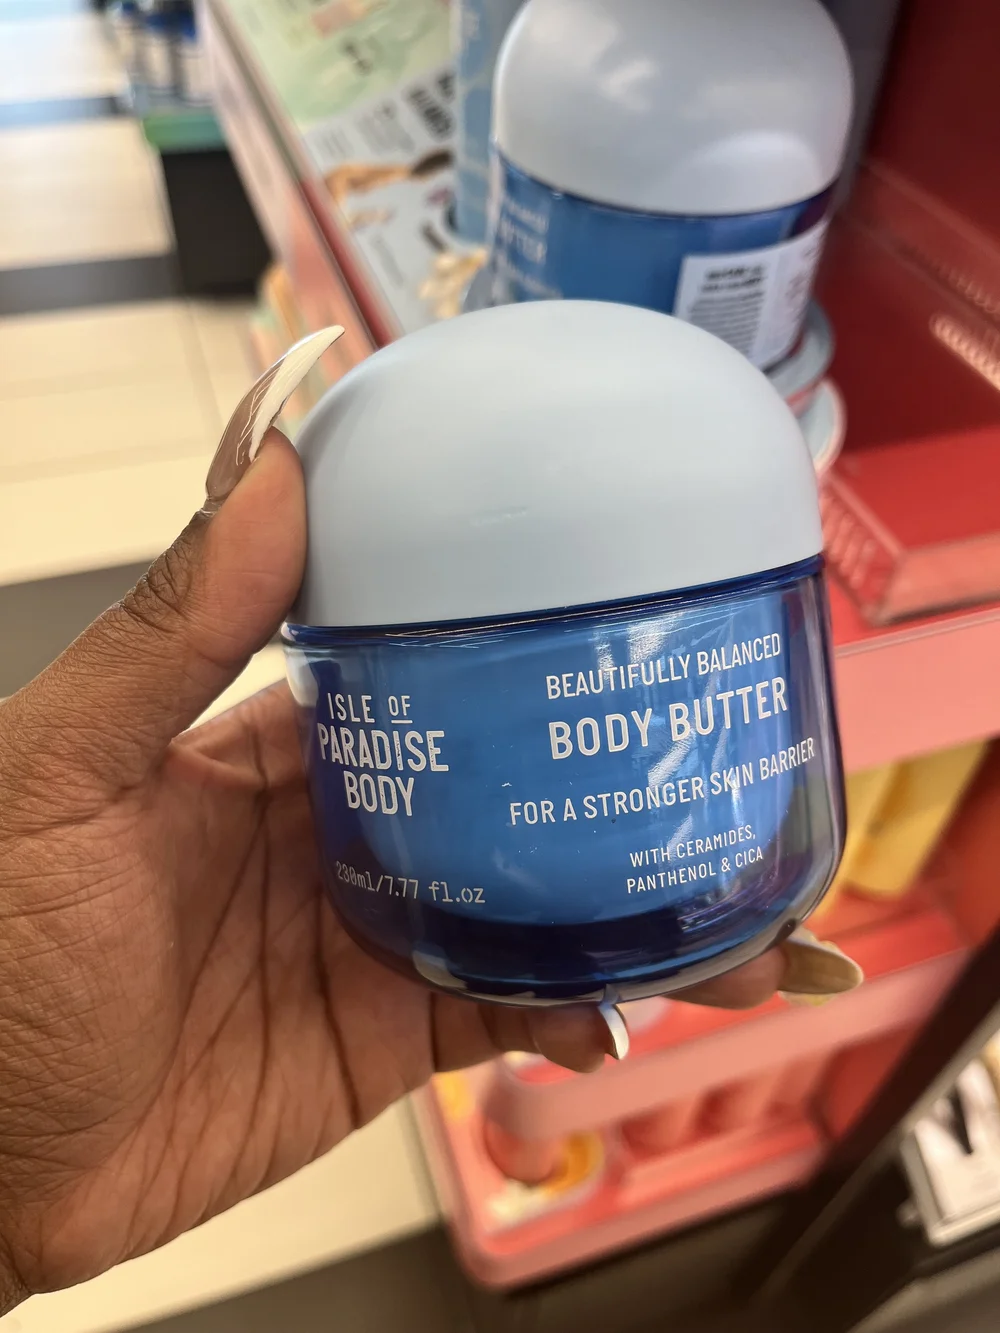 ISLE OF
PARADISE
BODY
230ml/7.77 fl.oz
BEAUTIFULLY BALANCED
BODY BUTTER
FOR A STRONGER SKIN BARRIER
WITH CERAMIDES,
PANTHENOL & CICA